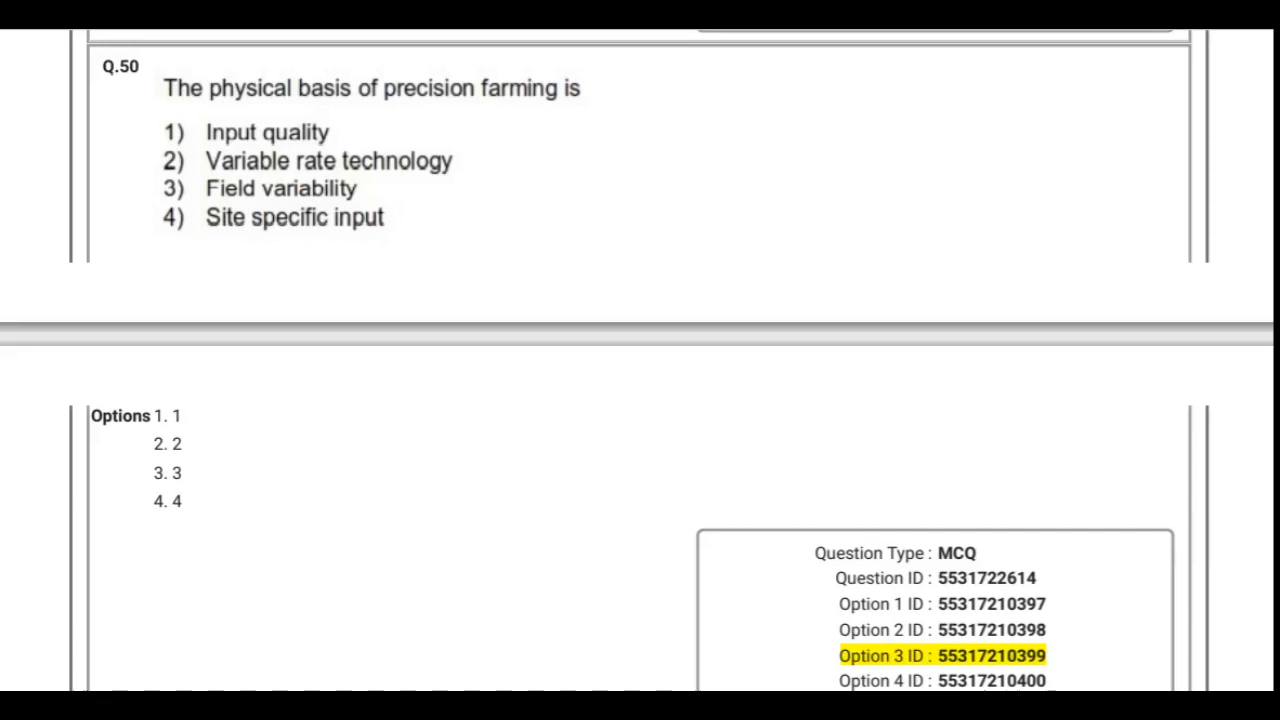 Q.50
The physical basis of precision farming is
1) Input quality
2) Variable rate technology
3) Field variability
4) Site specific input
Options 1. 1
2. 2
3. 3
4. 4
Question Type : MCQ
Question ID : 5531722614
Option 1 ID : 55317210397
Option 2 ID : 55317210398
Option 3 ID : 55317210399
Option 4 ID : 55317210400